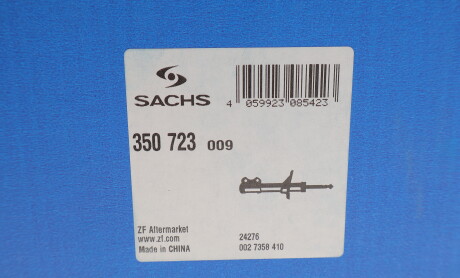 SACHS
4 059923 085423
350 723 009
ZF Aftermarket
www.zf.com
Made in CHINA
24276
002 7358 410